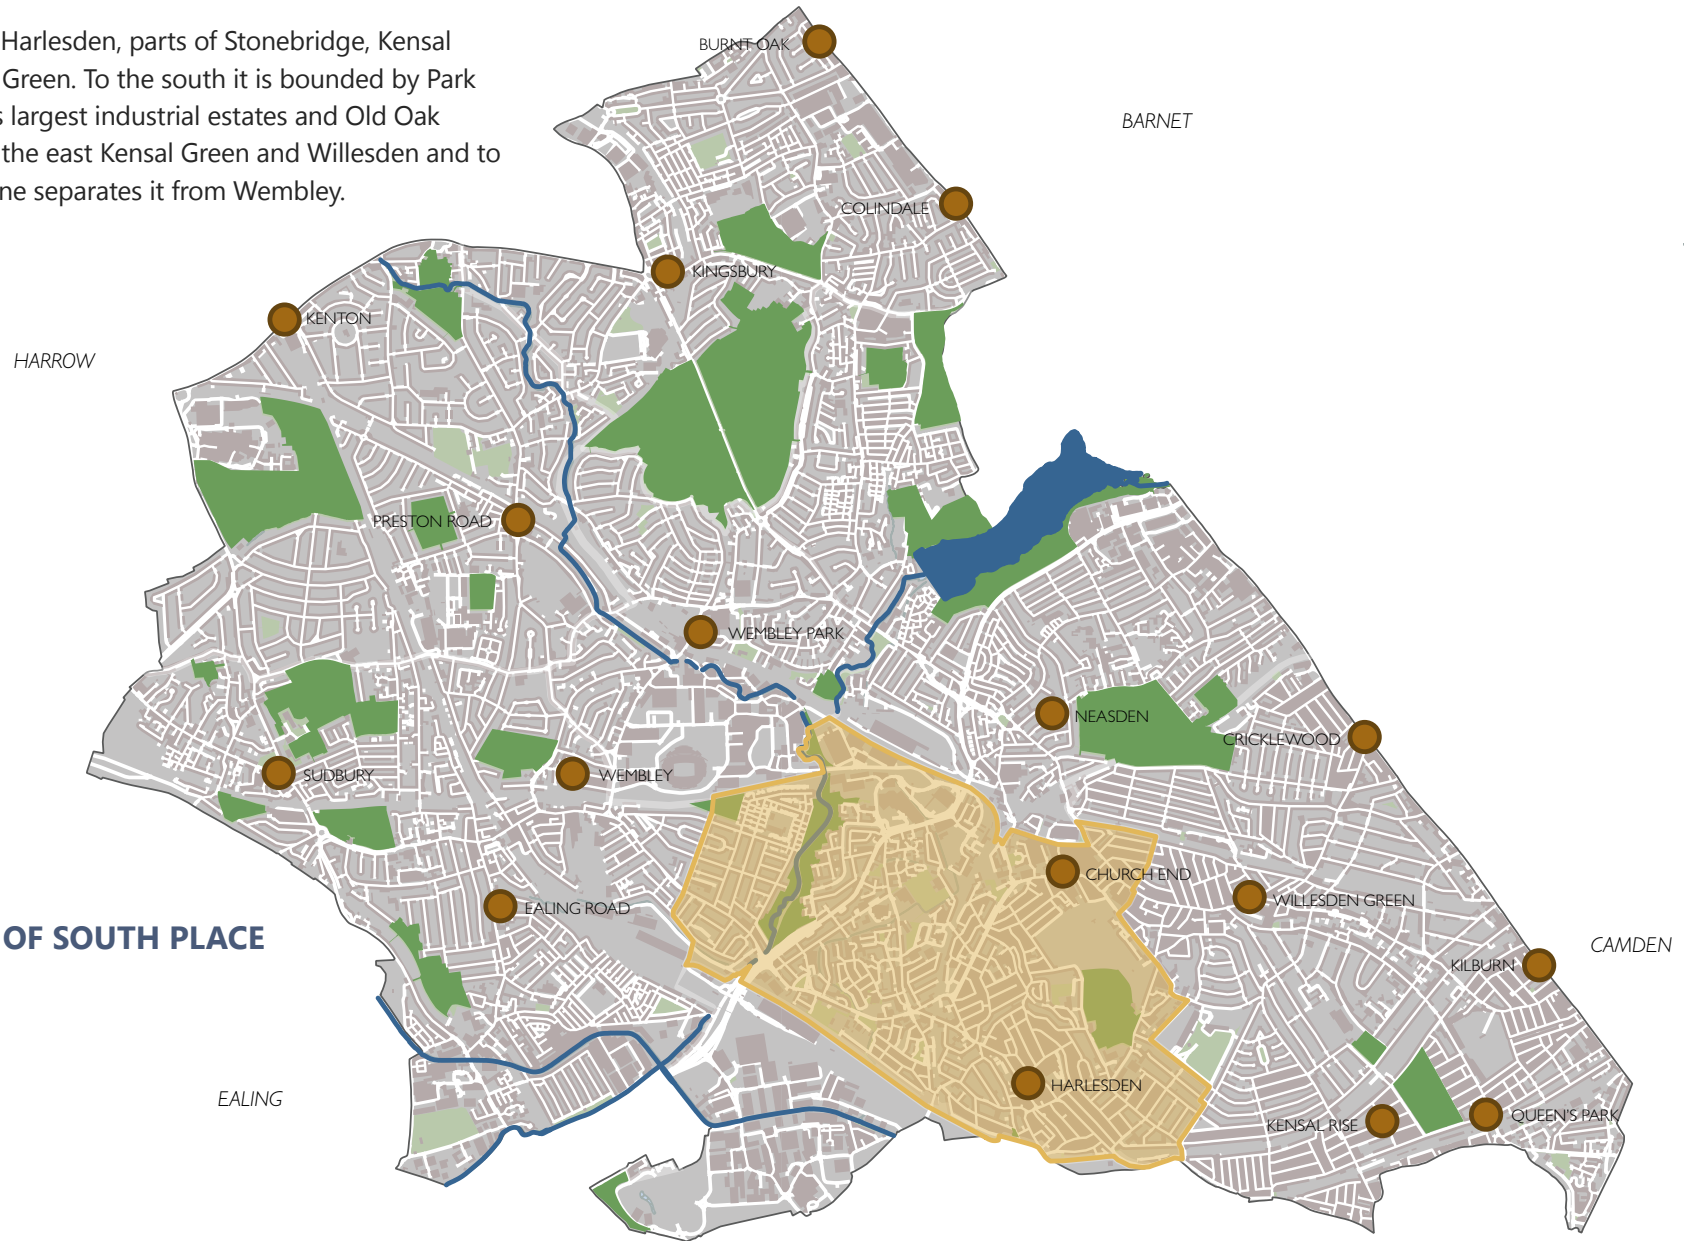 Harlesden, parts of Stonebridge, Kensal
Green. To the south it is bounded by Park
s largest industrial estates and Old Oak
the east Kensal Green and Willesden and to
ne separates it from Wembley.
BURNT OAK
BARNET
COLINDALE
KINGSBURY
KENTON
HARROW
PRESTON ROAD
WEMBLEY PARK
NEASDEN
CRICKLEWOOD
SUDBURY
WEMBLEY
CHURCH END
WILLESDEN GREEN
EALING ROAD
OF SOUTH PLACE
CAMDEN
KILBURN
HARLESDEN
EALING
KENSAL RISE
QUEEN'S PARK